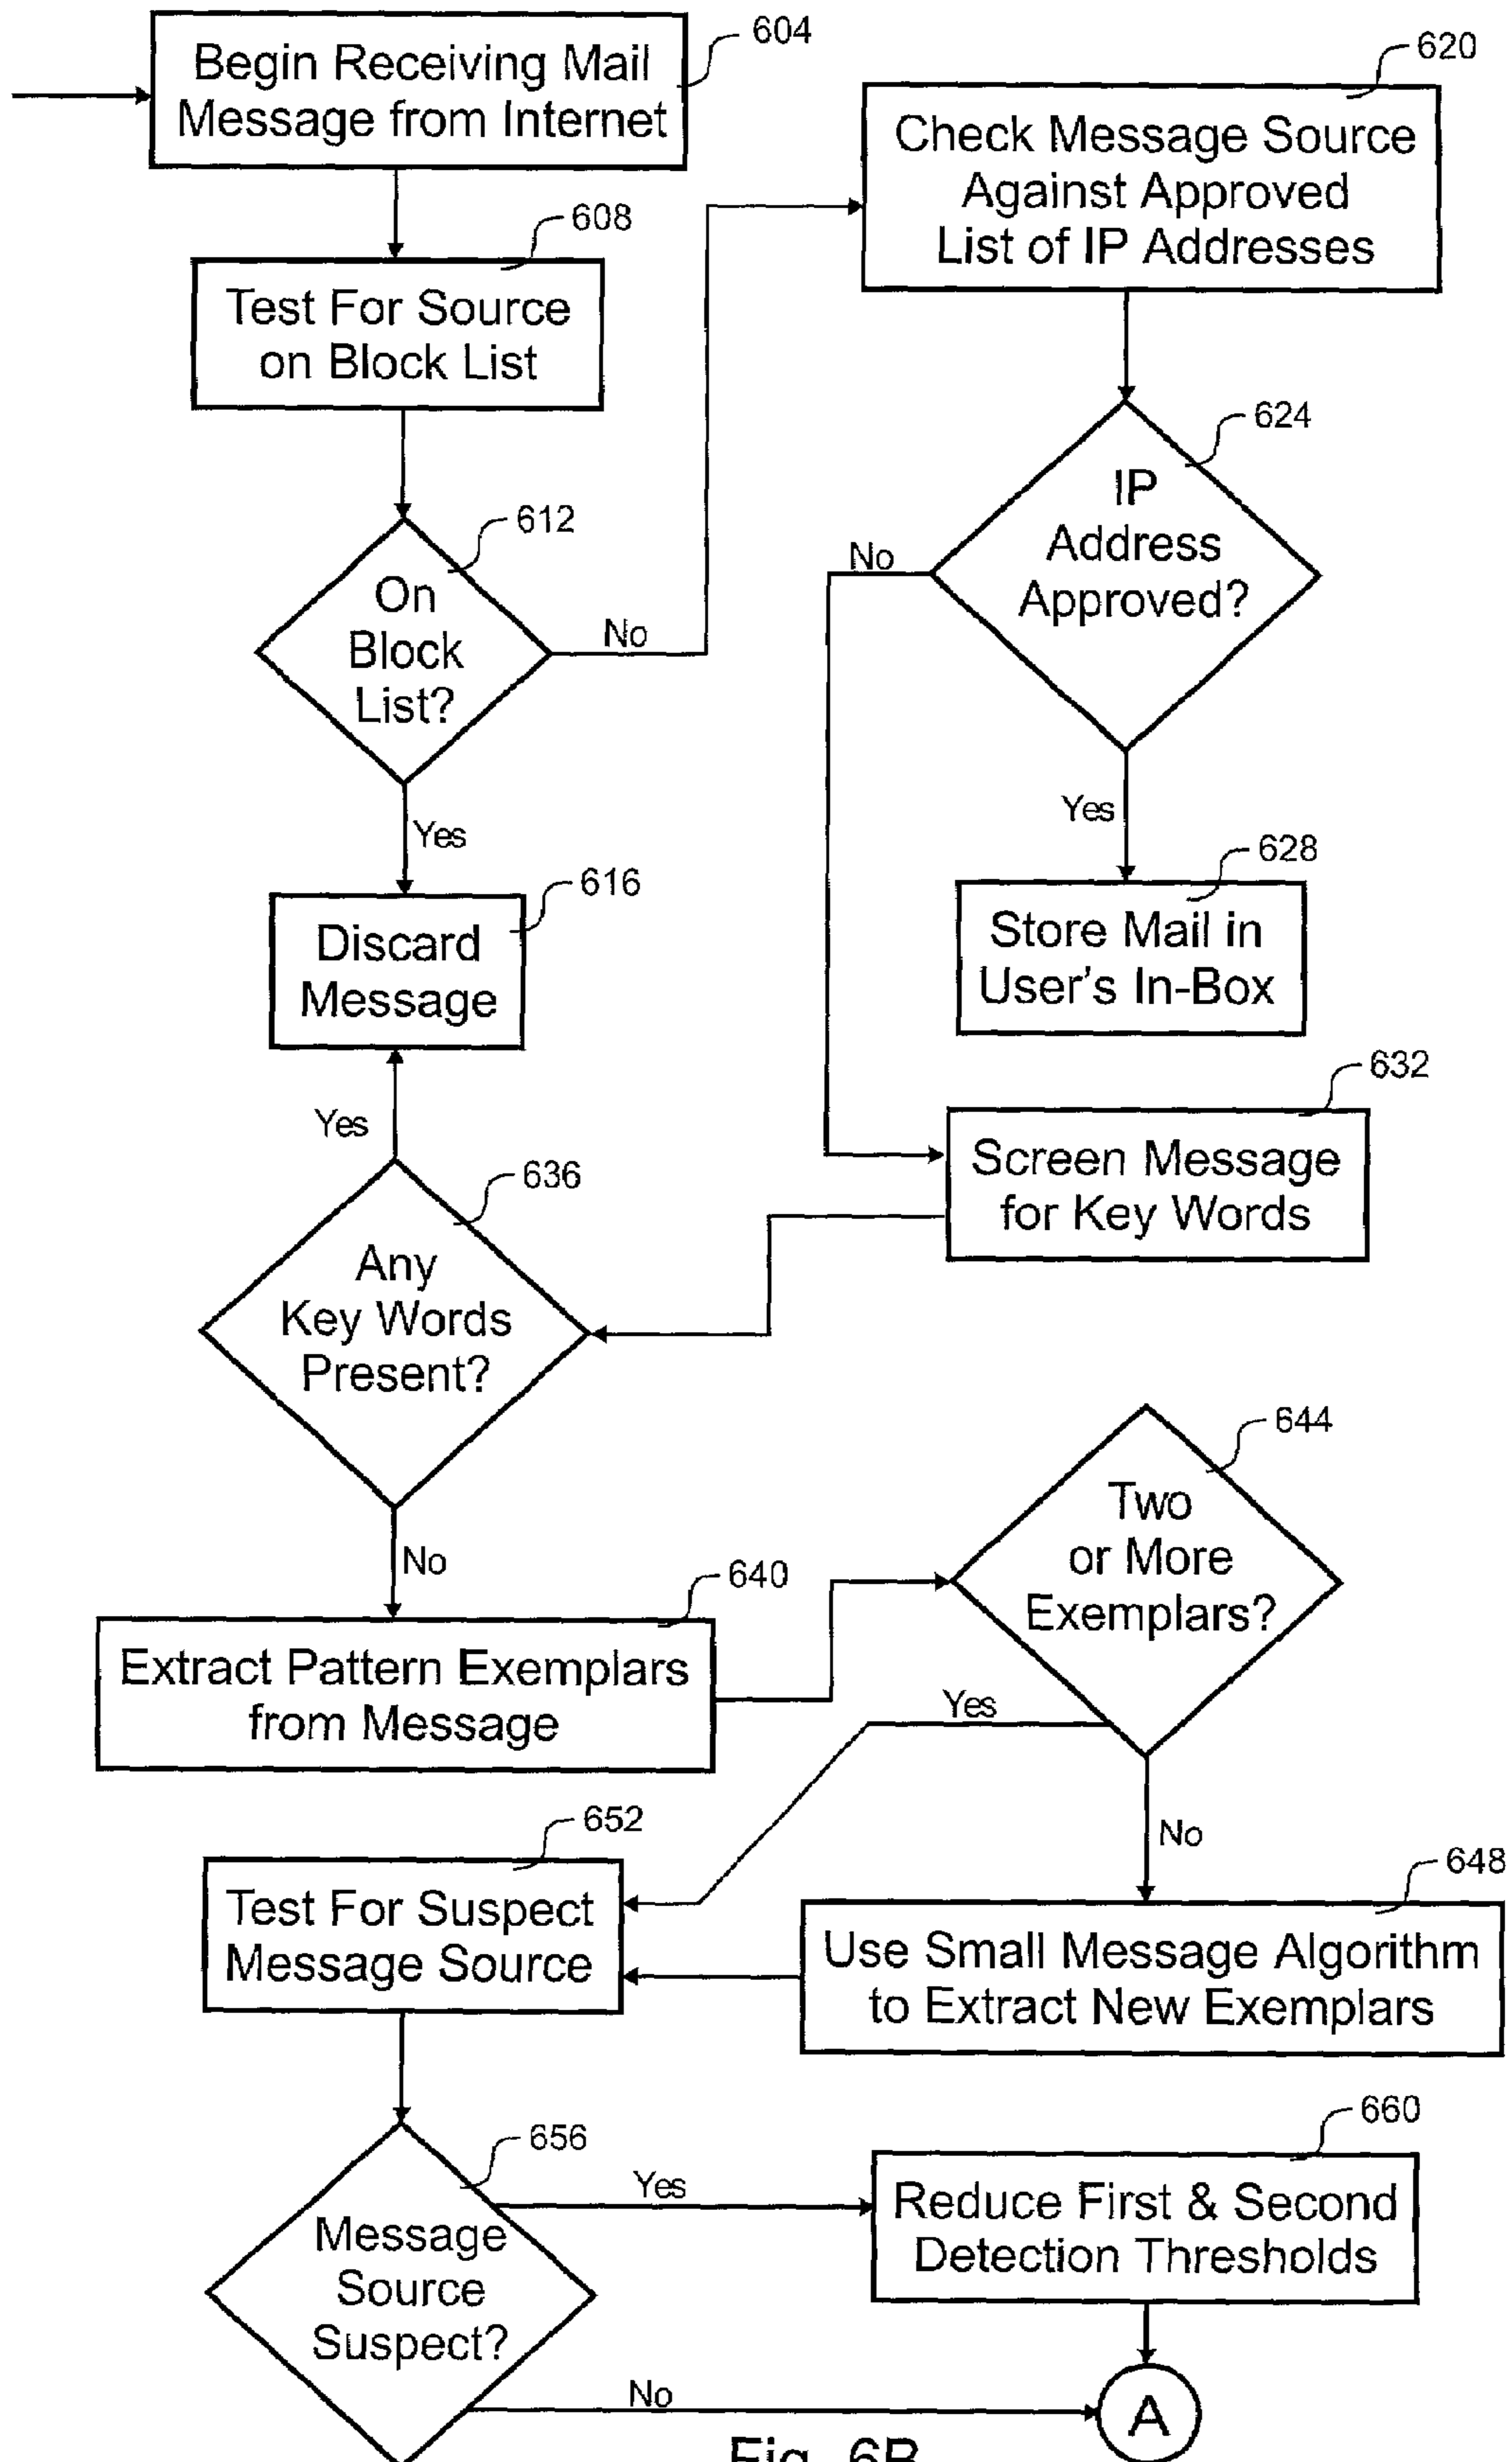 604
Begin Receiving Mail
Message from Internet
620
Check Message Source
Against Approved
List of IP Addresses
608
Test For Source
on Block List
624
IP
Address
Approved?
No
612
On
Block
List?
No
Yes
Yes
628
Store Mail in
User's In-Box
616
Discard
Message
632
Screen Message
for Key Words
Yes
636
Any
Key Words
Present?
No
644
Two
or More
Exemplars?
640
Extract Pattern Exemplars
from Message
Yes
No
652
Test For Suspect
Message Source
648
Use Small Message Algorithm
to Extract New Exemplars
656
Message
Source
Suspect?
Yes
660
Reduce First & Second
Detection Thresholds
No
A
Fig. 6B